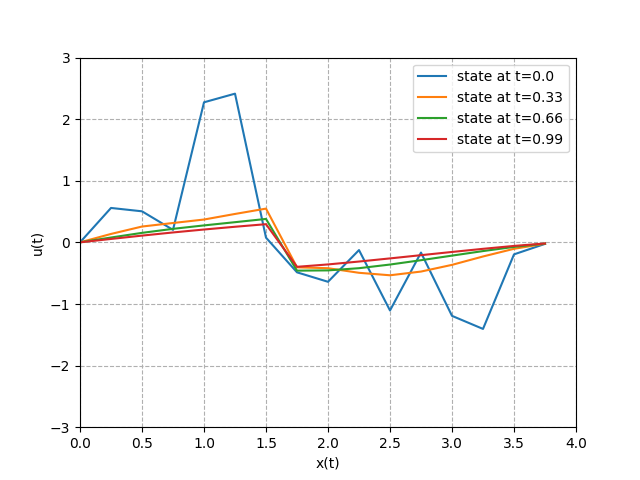 state at t=0.0
state at t=0.33
state at t=0.66
state at t=0.99
3
2
1
0
−1
−2
−3
u(t)
0.0 0.5 1.0 1.5 2.0 2.5 3.0 3.5 4.0
x(t)